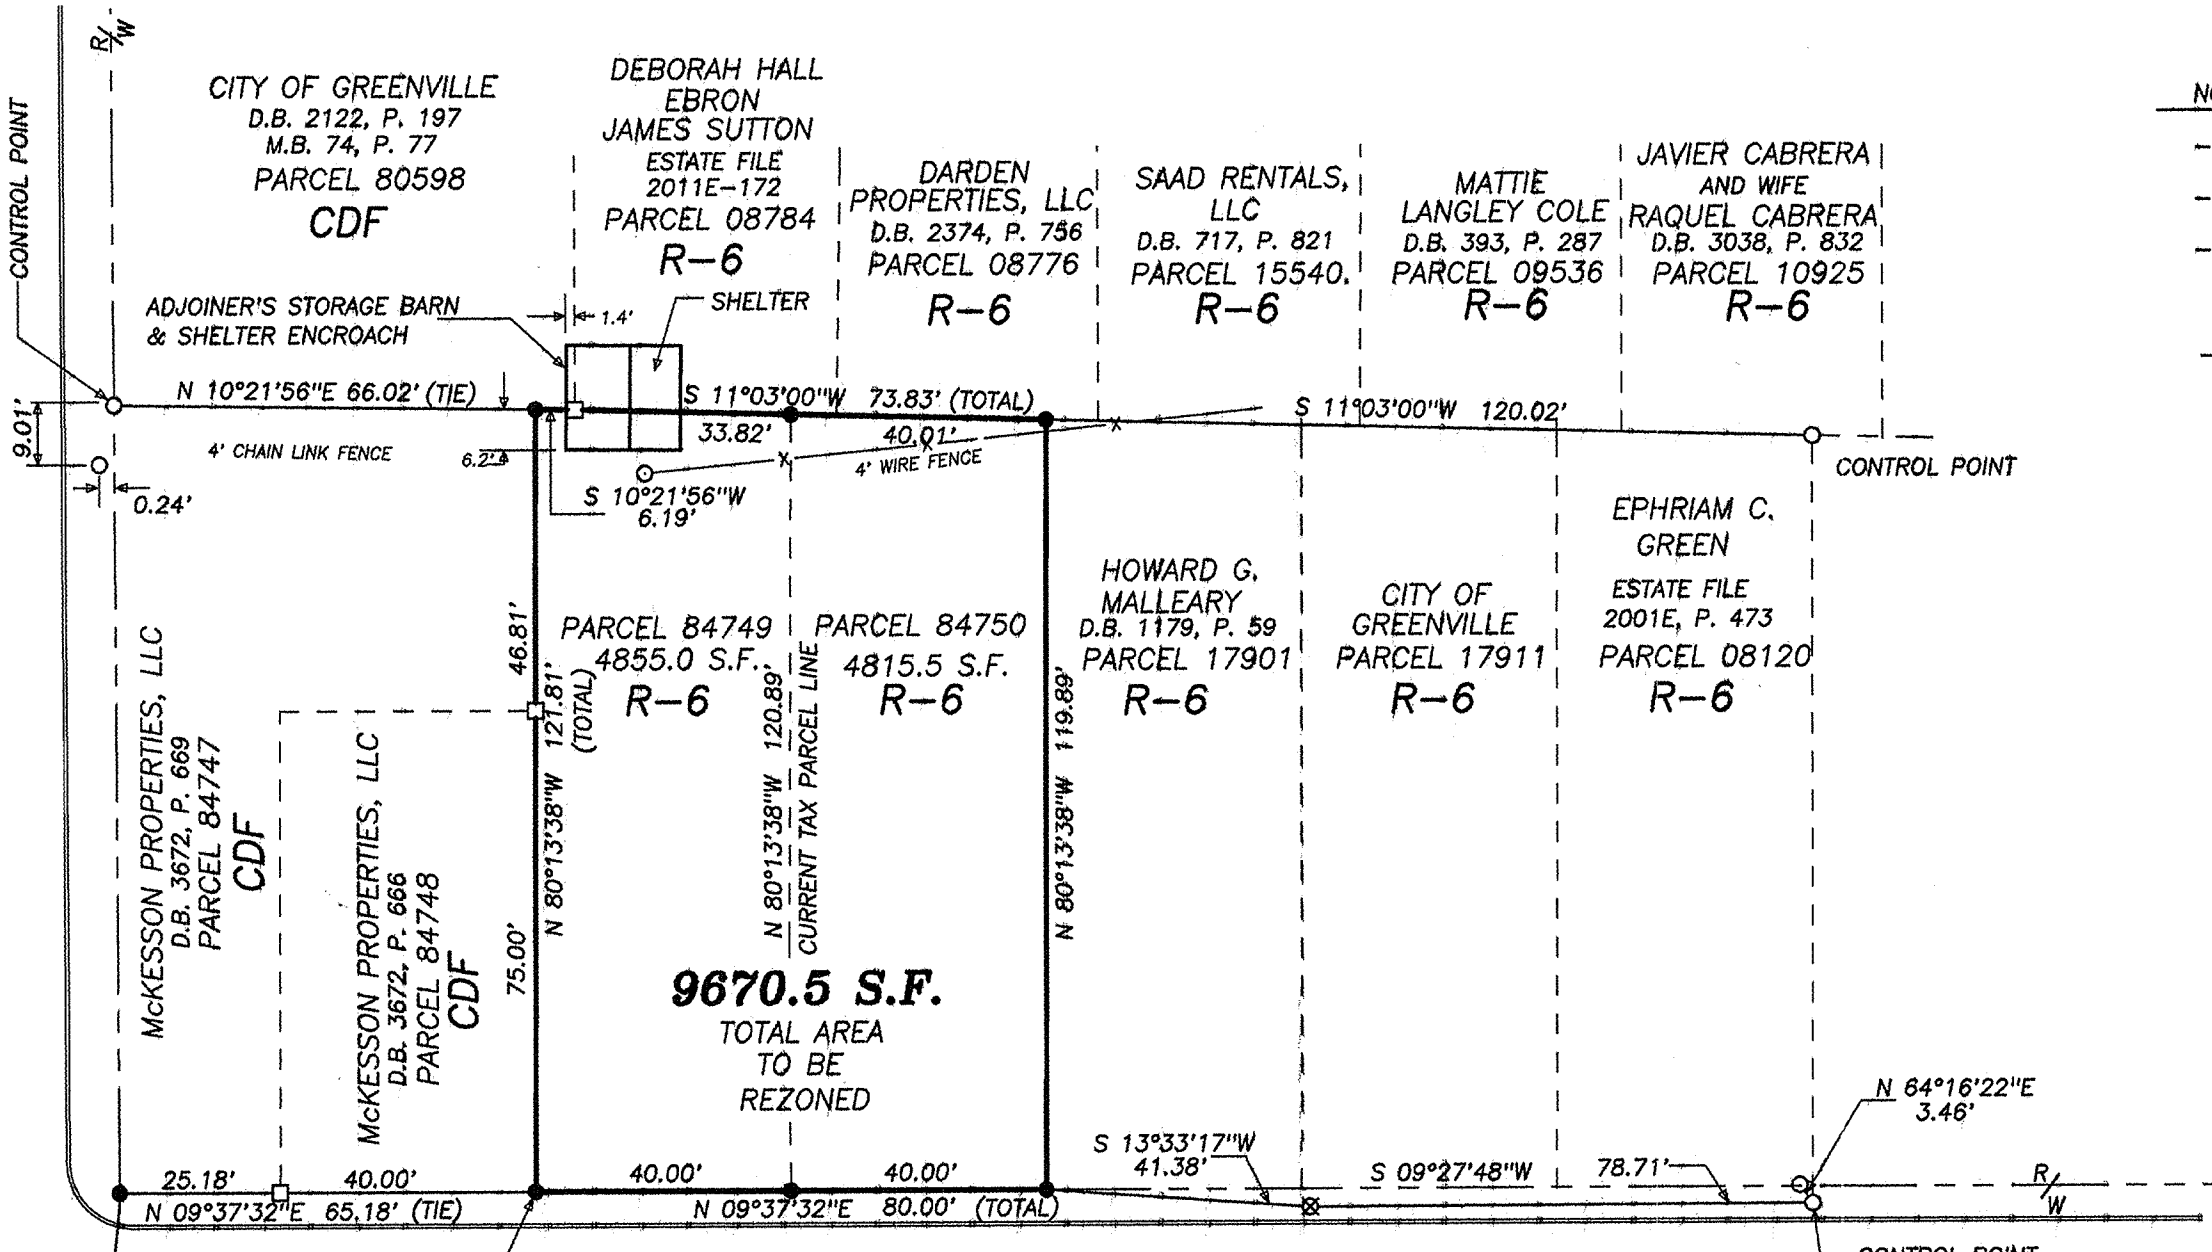 R/W
CONTROL POINT
CITY OF GREENVILLE
D.B. 2122, P. 197
M.B. 74, P. 77
PARCEL 80598
CDF
DEBORAH HALL
EBRON
JAMES SUTTON
ESTATE FILE
2011E-172
PARCEL 08784
R-6
DARDEN
PROPERTIES, LLC
D.B. 2374, P. 756
PARCEL 08776
R-6
SAAD RENTALS,
LLC
D.B. 717, P. 821
PARCEL 15540.
R-6
MATTIE
LANGLEY COLE
D.B. 393, P. 287
PARCEL 09536
R-6
JAVIER CABRERA
AND WIFE
RAQUEL CABRERA
D.B. 3038, P. 832
PARCEL 10925
R-6
ADJOINER'S STORAGE BARN
& SHELTER ENCROACH
1.4'
SHELTER
N 10°21'56"E 66.02' (TIE)
S 11°03'00"W 73.83' (TOTAL)
33.82'
40.01'
S 11°03'00"W 120.02'
9.01'
4' CHAIN LINK FENCE
6.2'
4' WIRE FENCE
CONTROL POINT
0.24'
S 10°21'56"W
6.19'
46.81'
PARCEL 84749
4855.0 S.F.
R-6
PARCEL 84750
4815.5 S.F.
R-6
HOWARD G.
MALLEARY
D.B. 1179, P. 59
PARCEL 17901
R-6
CITY OF
GREENVILLE
PARCEL 17911
R-6
EPHRIAM C.
GREEN
ESTATE FILE
2001E, P. 473
PARCEL 08120
R-6
McKESSON PROPERTIES, LLC
D.B. 3672, P. 669
PARCEL 84747
CDF
McKESSON PROPERTIES, LLC
D.B. 3672, P. 666
PARCEL 84748
CDF
75.00'
N 80°13'38"W 121.81'
(TOTAL)
N 80°13'38"W 120.89'
CURRENT TAX PARCEL LINE
N 80°13'38"W 119.89'
9670.5 S.F.
TOTAL AREA
TO BE
REZONED
N 64°16'22"E
3.46'
S 13°33'17"W
41.38'
S 09°27'48"W 78.71'
R/W
25.18'
40.00'
40.00'
40.00'
N 09°37'32"E 65.18' (TIE)
N 09°37'32"E 80.00' (TOTAL)
CONTROL POINT